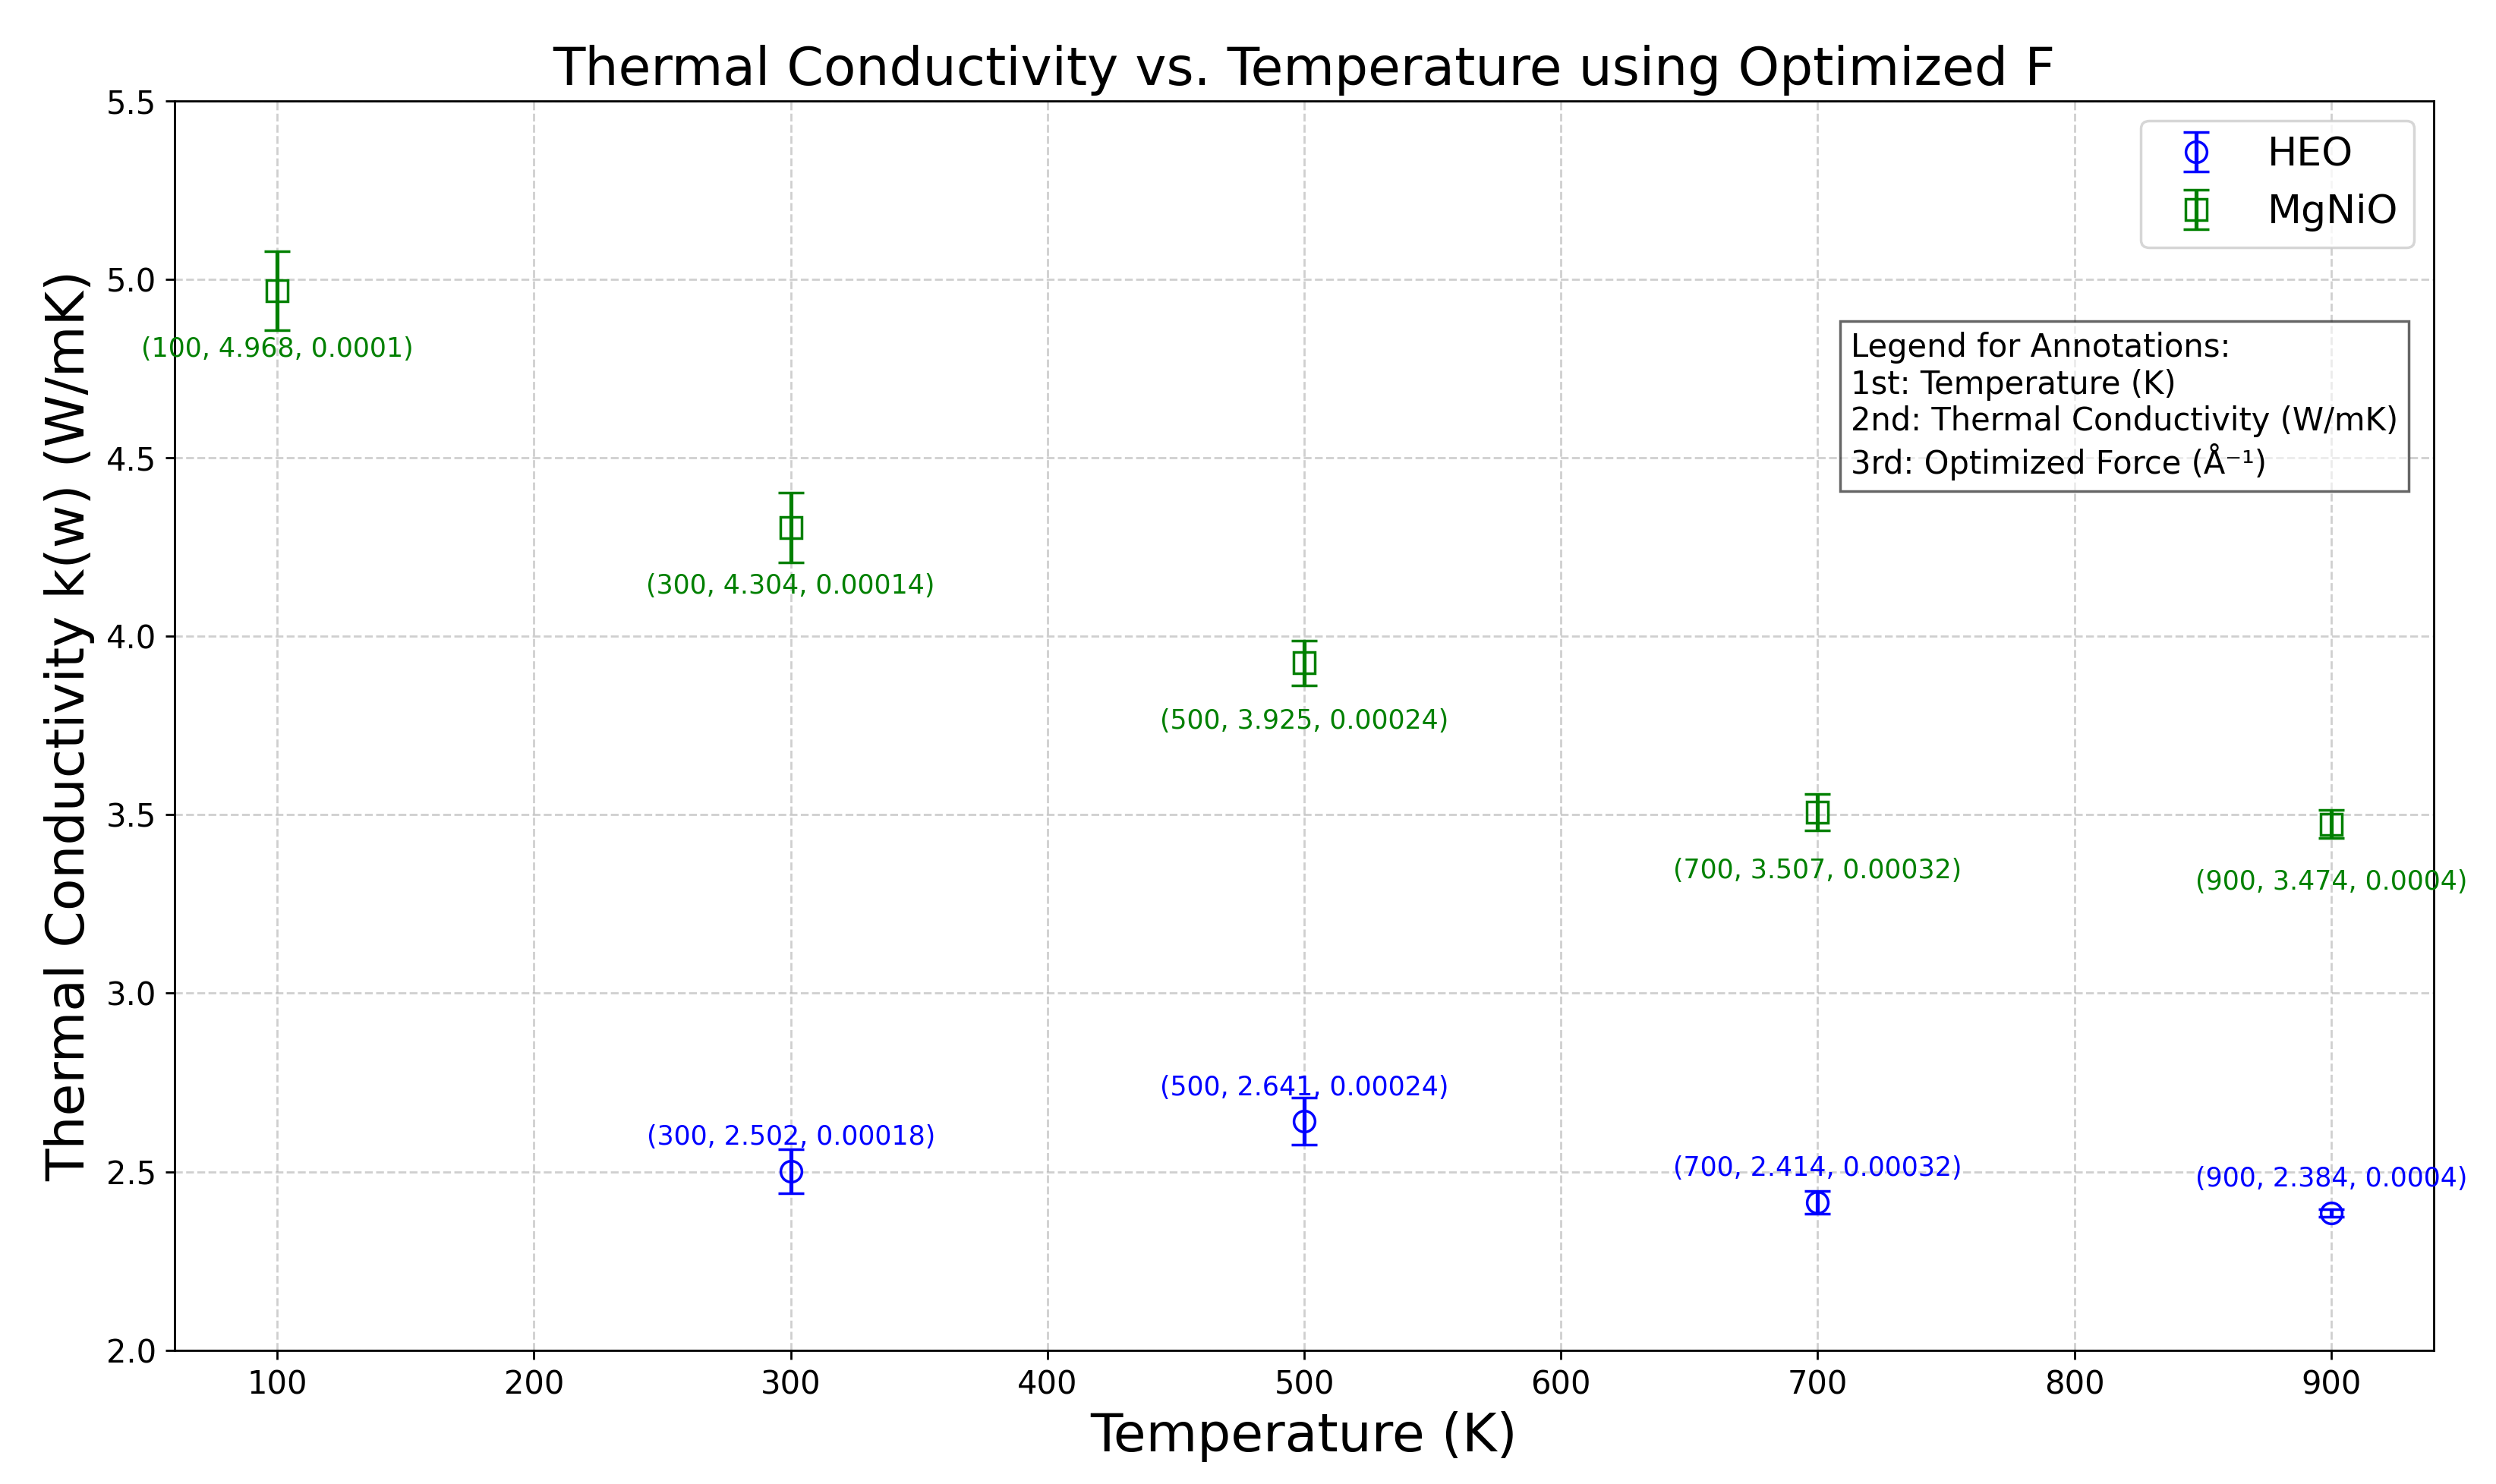 Thermal Conductivity vs. Temperature using Optimized F
Thermal Conductivity k(w) (W/mK)
5.5
5.0
4.5
4.0
3.5
3.0
2.5
2.0
HEO
MgNiO
Legend for Annotations:
1st: Temperature (K)
2nd: Thermal Conductivity (W/mK)
3rd: Optimized Force (Å⁻¹)
(100, 4.968, 0.0001)
(300, 4.304, 0.00014)
(500, 3.925, 0.00024)
(700, 3.507, 0.00032)
(900, 3.474, 0.0004)
(300, 2.502, 0.00018)
(500, 2.641, 0.00024)
(700, 2.414, 0.00032)
(900, 2.384, 0.0004)
100 200 300 400 500 600 700 800 900
Temperature (K)